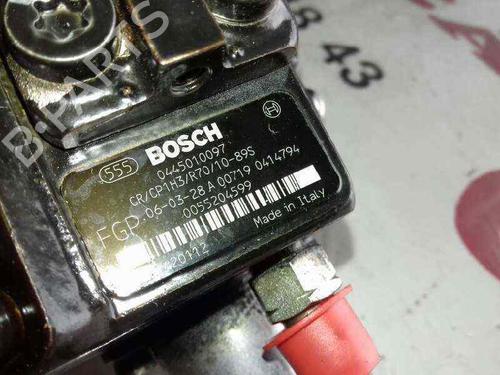 555 BOSCH
0445010097
CR/CP1H3/R70/10-89S
FGP 06-03-28 A 00719 0414794
0055204599
20112 Made in Italy
B-PARTS
8 43